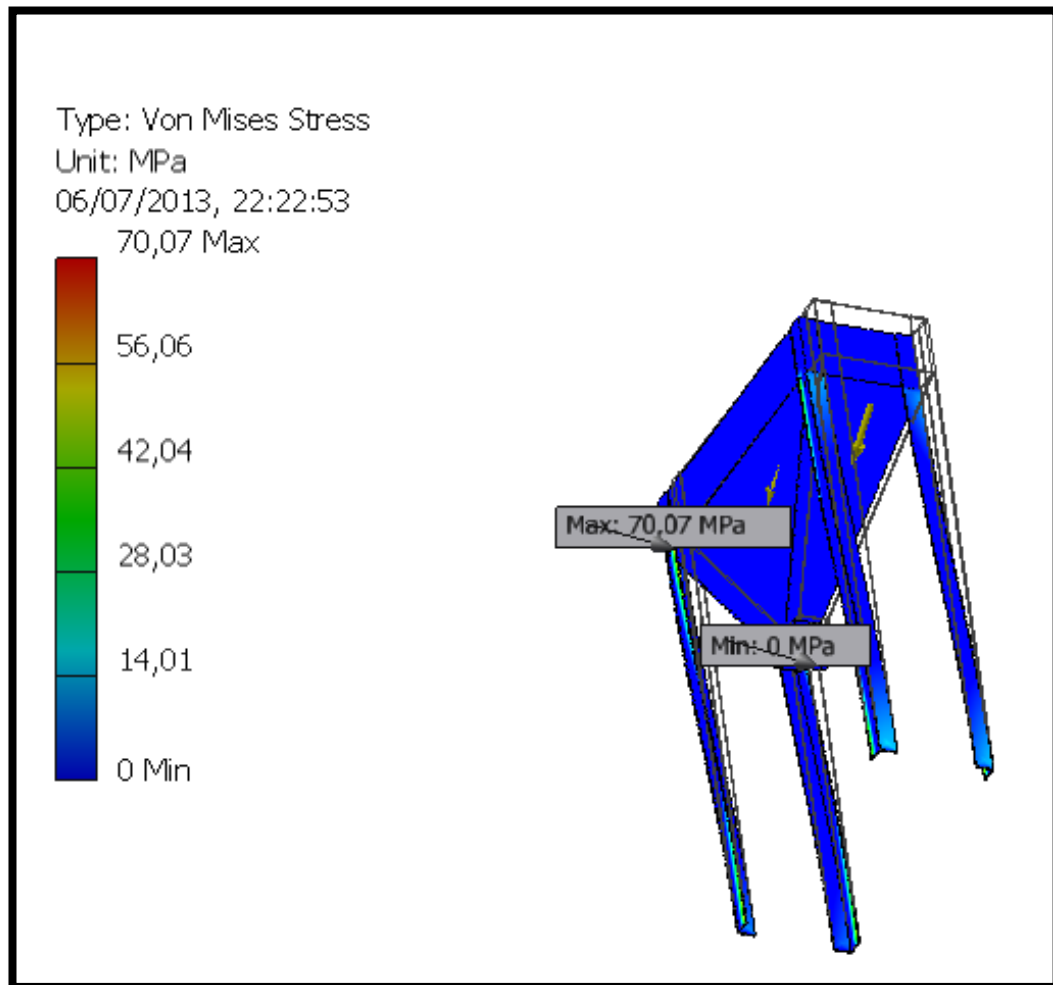 Type: Von Mises Stress
Unit: MPa
06/07/2013, 22:22:53
70,07 Max
56,06
42,04
28,03
14,01
0 Min
Max: 70,07 MPa
Min: 0 MPa